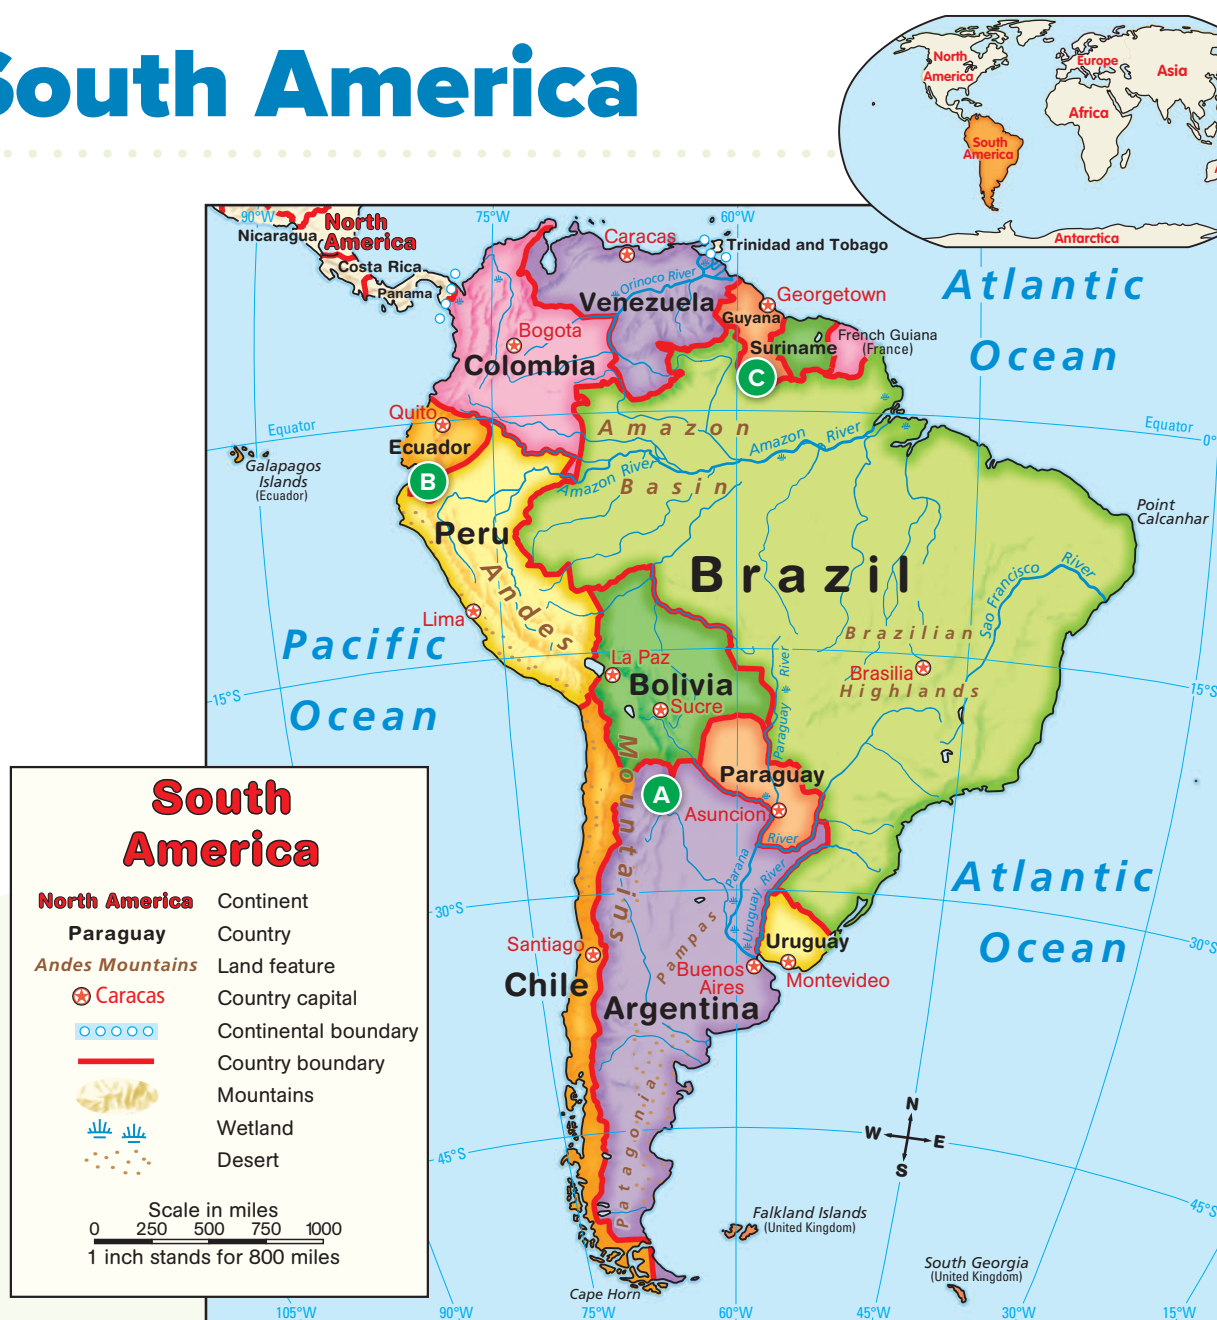 South America
North
America
Europe
Asia
Africa
South
America
Antarctica
90°W
75°W
60°W
North
America
Nicaragua
Costa Rica
Panama
Caracas
Trinidad and Tobago
Orinoco River
Venezuela
Georgetown
Guyana
Bogota
Colombia
Suriname
French Guiana
(France)
C
Atlantic
Ocean
Quito
Ecuador
Equator
Equator
0°
Galapagos
Islands
(Ecuador)
B
Amazon
Basin
Amazon River
Amazon River
Point
Calcanhar
Peru
Brazil
Andes
Mountains
Sao Francisco River
Lima
Pacific
Ocean
Brazilian
Highlands
Brasilia
La Paz
Bolivia
Sucre
15°S
15°S
Paraguay River
Paraguay
A
Asuncion
River
Parana
Uruguay River
Atlantic
Ocean
30°S
30°S
Pampas
Santiago
Chile
Uruguay
Buenos
Aires
Montevideo
Argentina
Patagonia
N
W
E
S
45°S
45°S
Falkland Islands
(United Kingdom)
South Georgia
(United Kingdom)
Cape Horn
105°W
90°W
75°W
60°W
45°W
30°W
15°W
South
America
North America Continent
Paraguay Country
Andes Mountains Land feature
Caracas Country capital
Continental boundary
Country boundary
Mountains
Wetland
Desert
Scale in miles
0 250 500 750 1000
1 inch stands for 800 miles